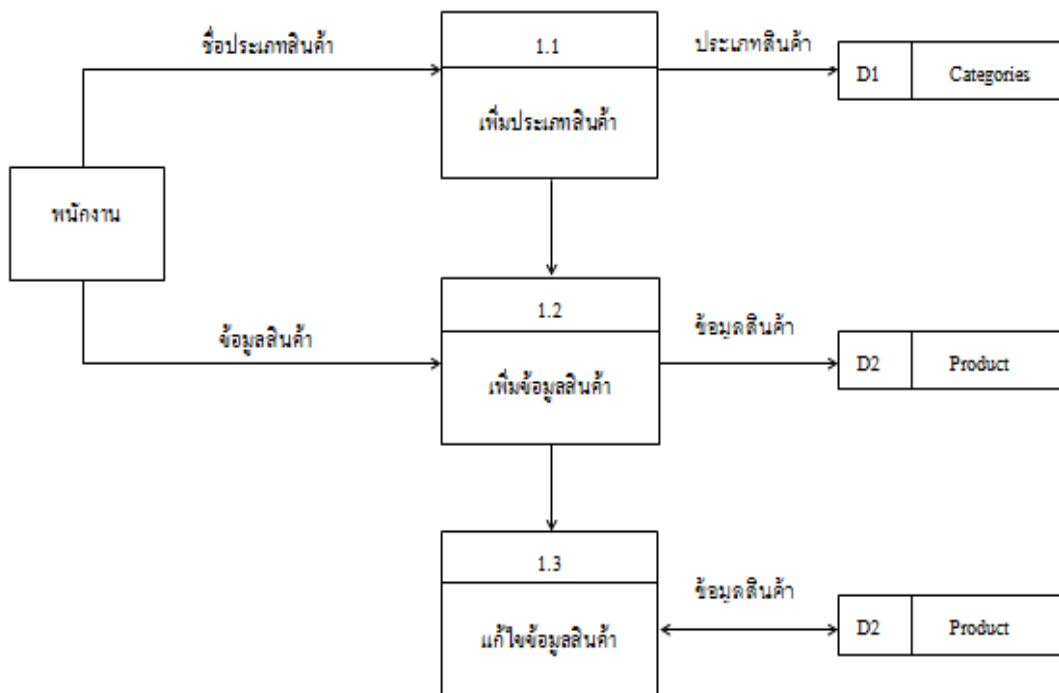 ชื่อประเภทสินค้า
1.1
ประเภทสินค้า
D1 Categories
เพิ่มประเภทสินค้า
พนักงาน
1.2
ข้อมูลสินค้า
ข้อมูลสินค้า
D2 Product
เพิ่มข้อมูลสินค้า
1.3
ข้อมูลสินค้า
D2 Product
แก้ไขข้อมูลสินค้า